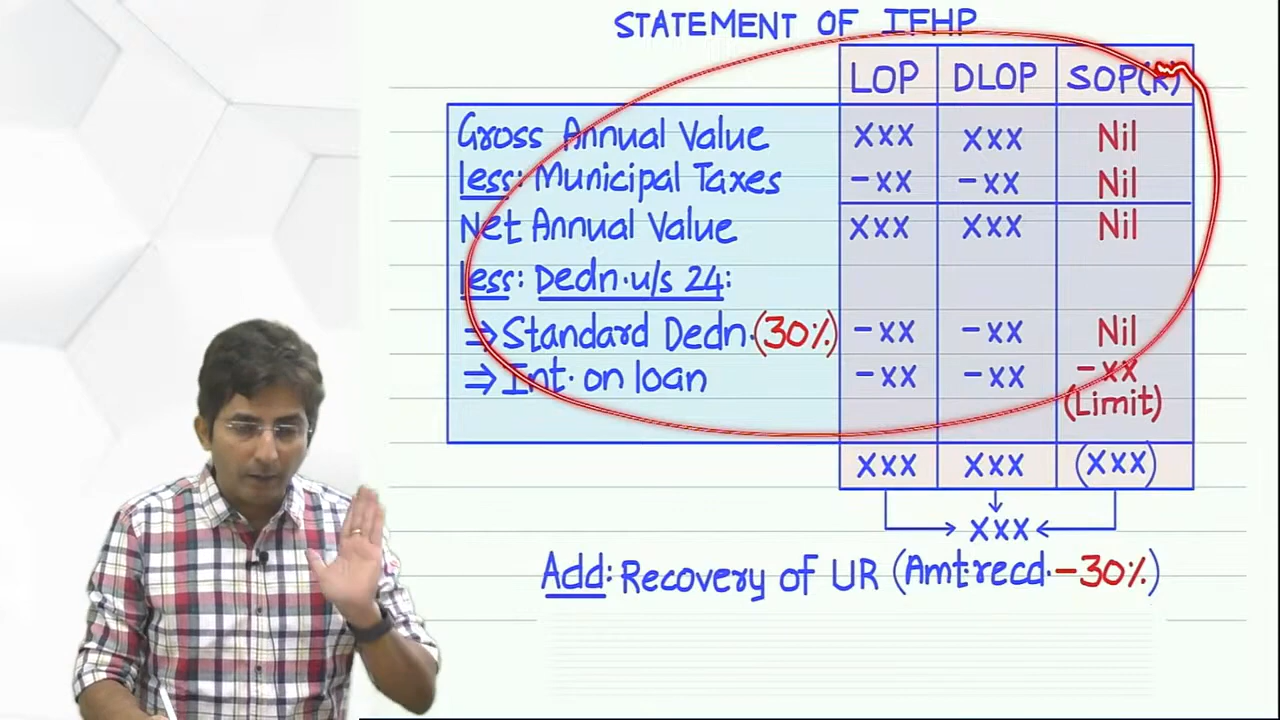 STATEMENT OF IFHP
LOP DLOP SOP(R)
Gross Annual Value XXX XXX Nil
less: Municipal Taxes -XX -XX Nil
Net Annual Value XXX XXX Nil
less: Dedn. u/s 24:
⇒ Standard Dedn. (30%) -XX -XX Nil
⇒ Int. on loan -XX -XX -XX
(Limit)
XXX XXX (XXX)
XXX
Add: Recovery of UR (Amt. recd. -30%)